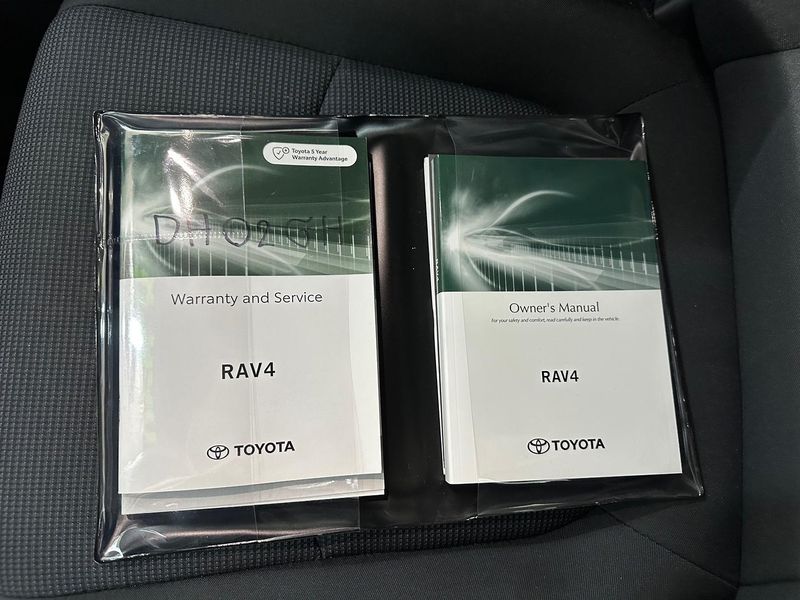 Toyota 5 Year
Warranty Advantage
DH02GH
Warranty and Service
RAV4
TOYOTA
Owner's Manual
For your safety and comfort, read carefully and keep in the vehicle.
RAV4
TOYOTA